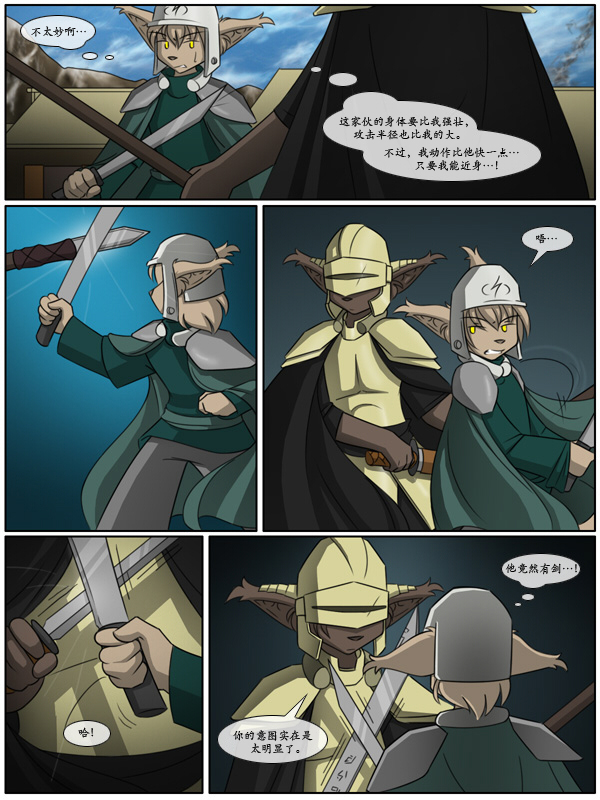 不太妙啊…
这家伙的身体要比我强壮，
攻击半径也比我的大。
不过，我动作比他快一点…
只要我能近身…!
唔…
哈!
他竟然有剑…!
你的意图实在是
太明显了。